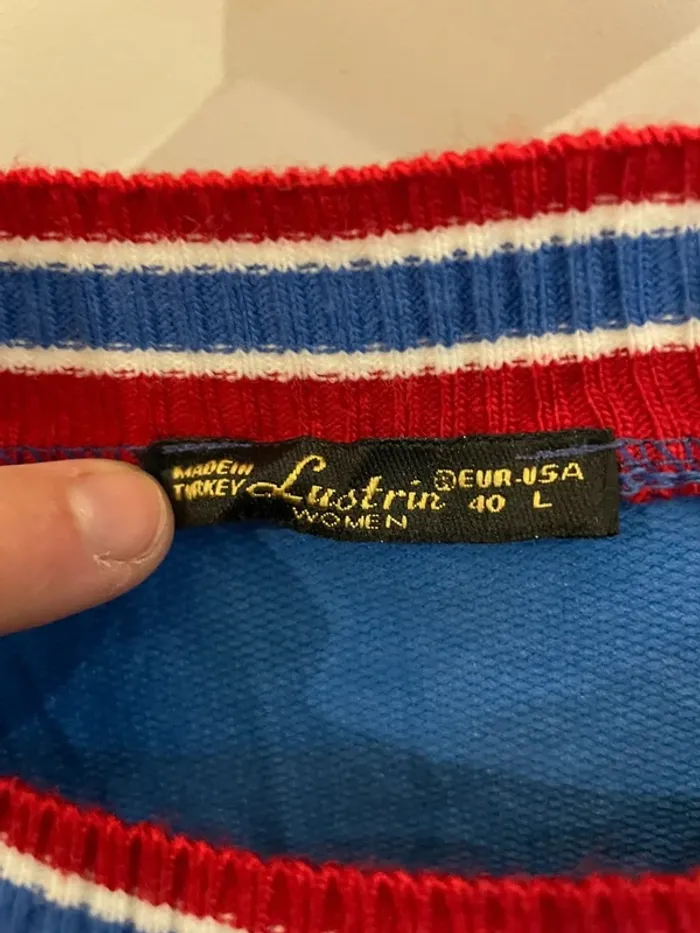 MADE IN
TURKEY
Lustrin
WOMEN
® EUR-USA
40 L